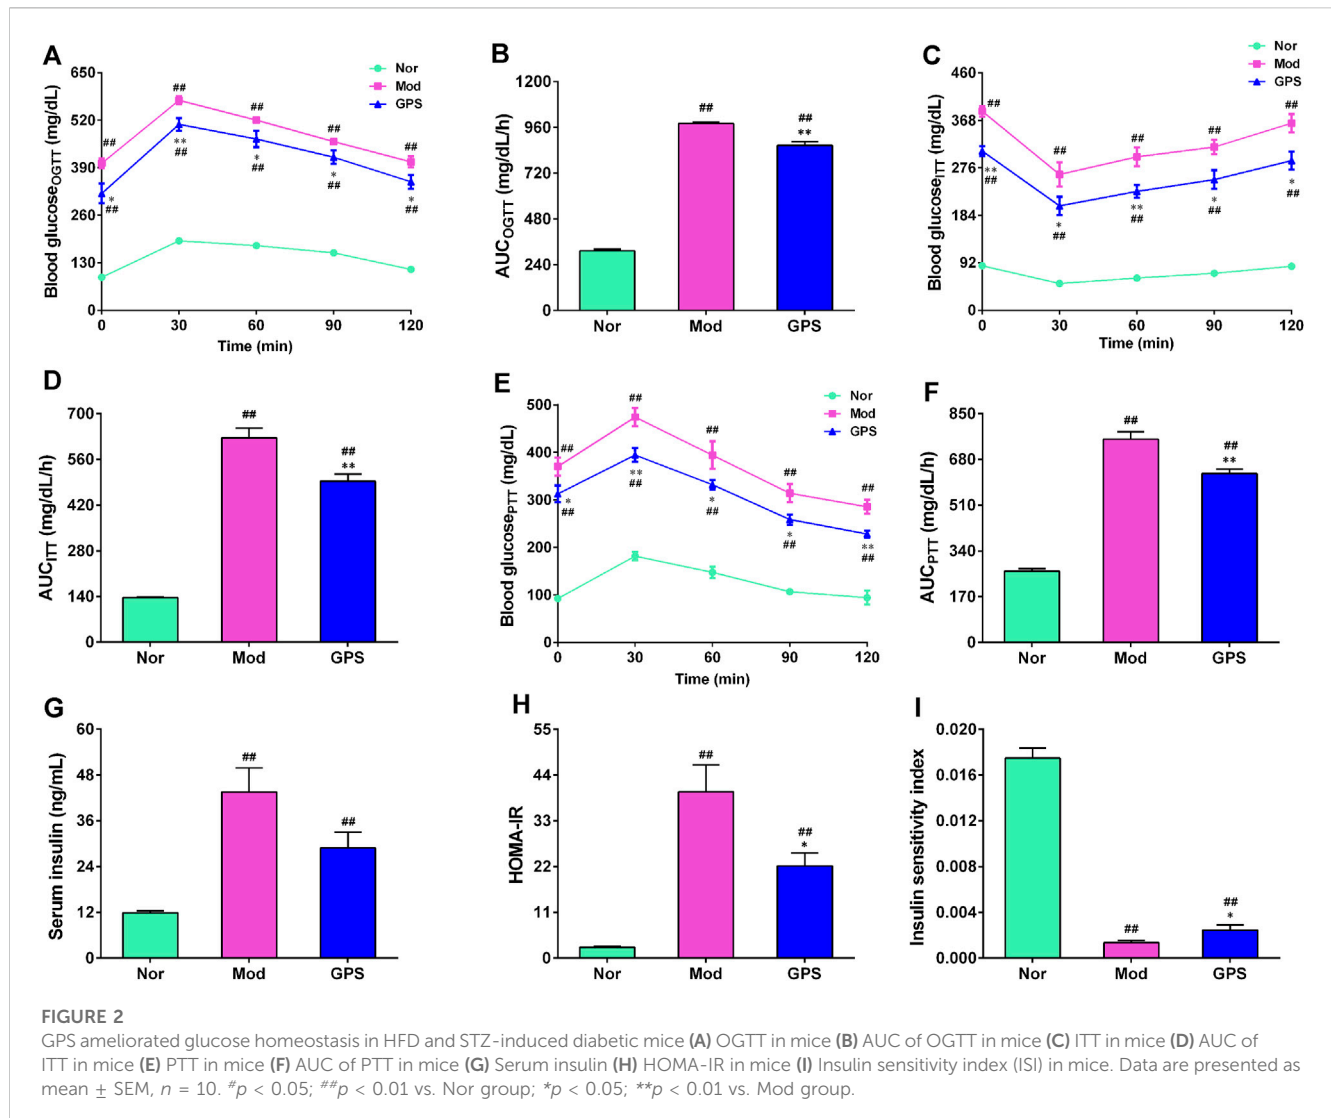 A
Nor
Mod
GPS
Blood glucoseOGTT (mg/dL)
650
520
390
260
130
0
##
##
##
##
##
*
##
**
##
*
##
*
##
*
##
0 30 60 90 120
Time (min)
B
AUCOGTT (mg/dL/h)
1200
960
720
480
240
0
##
##
**
Nor Mod GPS
C
Nor
Mod
GPS
Blood glucoseITT (mg/dL)
460
368
276
184
92
0
##
##
##
##
##
**
##
*
##
**
##
*
##
*
##
0 30 60 90 120
Time (min)
D
AUCITT (mg/dL/h)
700
560
420
280
140
0
##
##
**
Nor Mod GPS
E
Nor
Mod
GPS
Blood glucosePTT (mg/dL)
500
400
300
200
100
0
##
##
##
##
##
*
##
**
##
*
##
*
##
**
##
0 30 60 90 120
Time (min)
F
AUCPTT (mg/dL/h)
850
680
510
340
170
0
##
##
**
Nor Mod GPS
G
Serum insulin (ng/mL)
60
48
36
24
12
0
##
##
Nor Mod GPS
H
HOMA-IR
55
44
33
22
11
0
##
##
*
Nor Mod GPS
I
Insulin sensitivity index
0.020
0.016
0.012
0.008
0.004
0.000
##
##
*
Nor Mod GPS
FIGURE 2
GPS ameliorated glucose homeostasis in HFD and STZ-induced diabetic mice (A) OGTT in mice (B) AUC of OGTT in mice (C) ITT in mice (D) AUC of
ITT in mice (E) PTT in mice (F) AUC of PTT in mice (G) Serum insulin (H) HOMA-IR in mice (I) Insulin sensitivity index (ISI) in mice. Data are presented as
mean ± SEM, n = 10. #p < 0.05; ##p < 0.01 vs. Nor group; *p < 0.05; **p < 0.01 vs. Mod group.